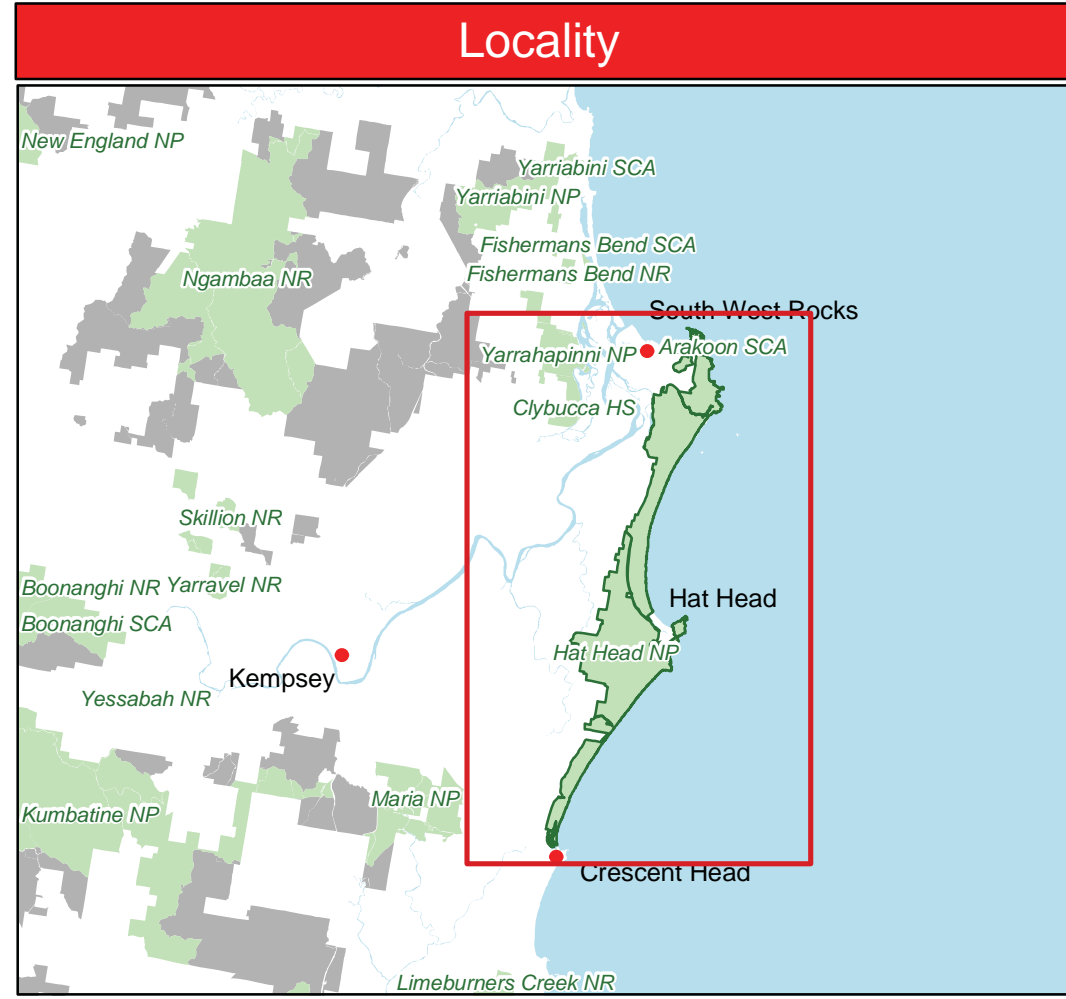 Locality
New England NP
Yarriabini SCA
Yarriabini NP
Fishermans Bend SCA
Ngambaa NR
Fishermans Bend NR
South West Rocks
Yarrahapinni NP
Arakoon SCA
Clybucca HS
Skillion NR
Boonanghi NR
Yarravel NR
Hat Head
Boonanghi SCA
Hat Head NP
Kempsey
Yessabah NR
Maria NP
Kumbatine NP
Crescent Head
Limeburners Creek NR